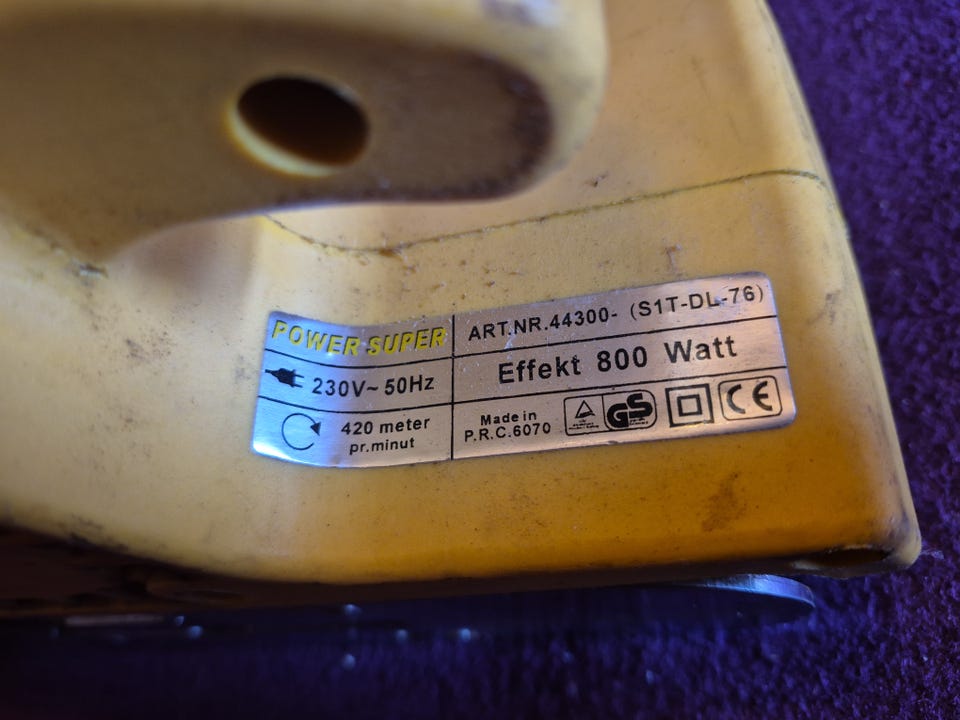 POWER SUPER
ART.NR.44300- (S1T-DL-76)
230V~ 50Hz
Effekt 800 Watt
420 meter
pr.minut
Made in
P.R.C.6070
GS
CE